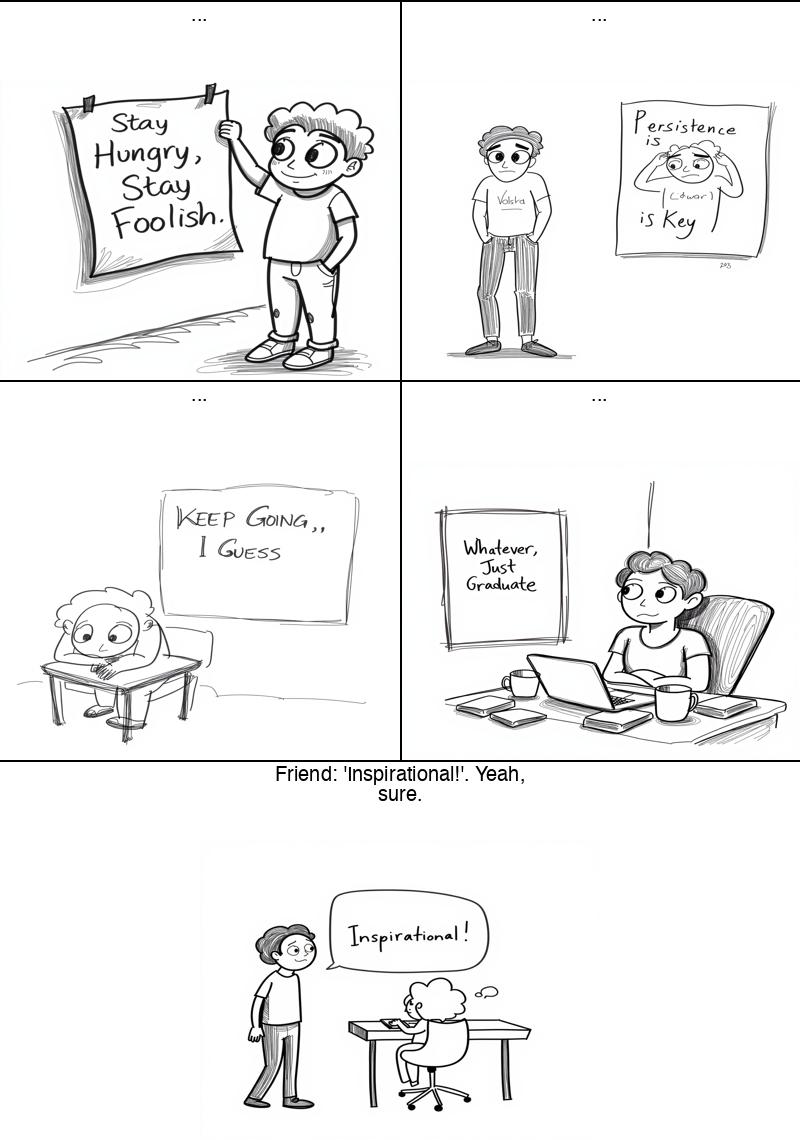 ...
Stay
Hungry,
Stay
Foolish.
...
Volska
Persistence
is
is Key
...
KEEP GOING,,
I GUESS
...
Whatever,
Just
Graduate
Friend: 'Inspirational!'. Yeah,
sure.
Inspirational!